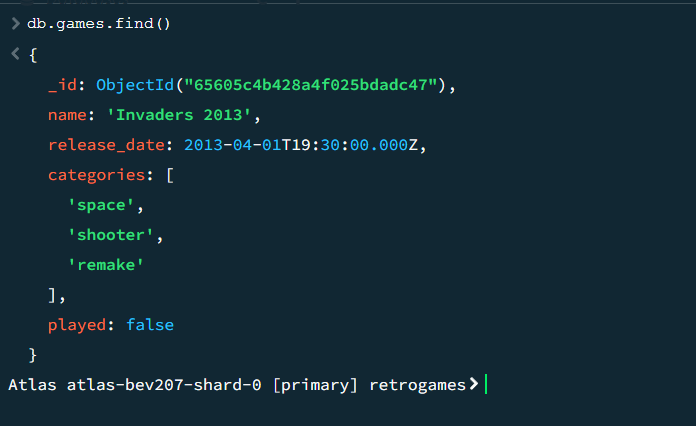 > db.games.find()
< {
_id: ObjectId("65605c4b428a4f025bdadc47"),
name: 'Invaders 2013',
release_date: 2013-04-01T19:30:00.000Z,
categories: [
'space',
'shooter',
'remake'
],
played: false
}
Atlas atlas-bev207-shard-0 [primary] retrogames>